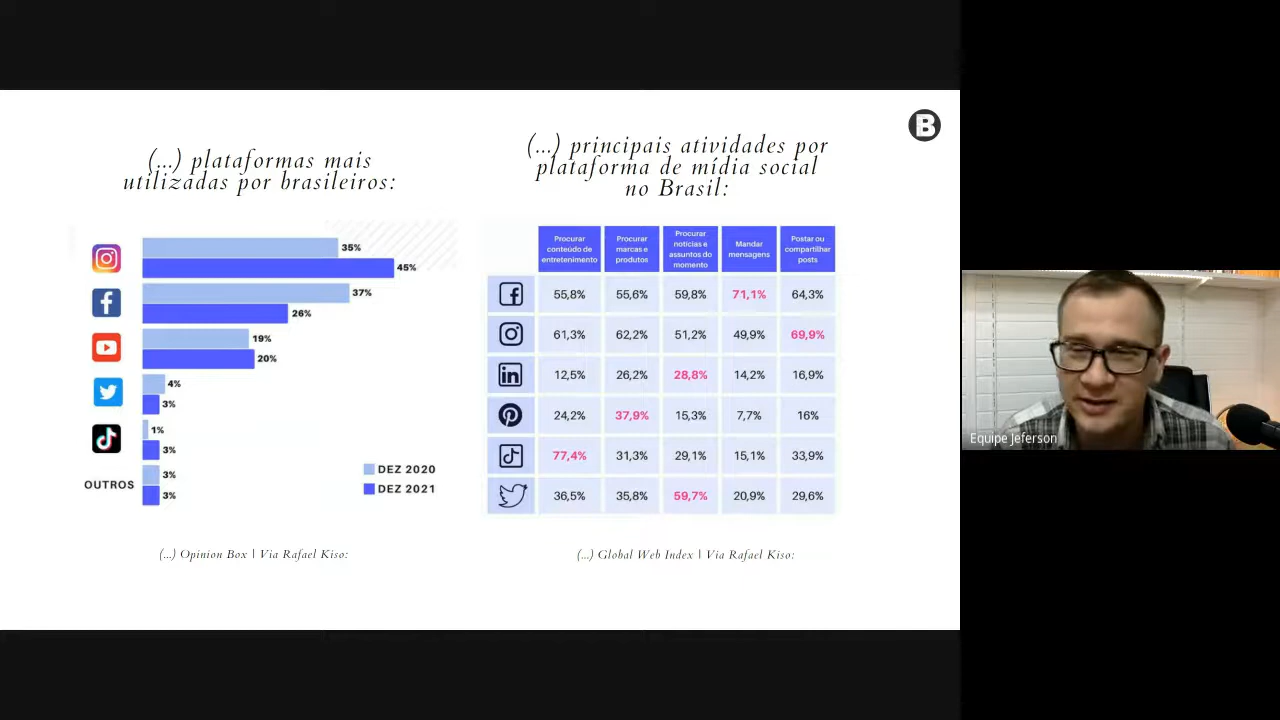 (...) plataformas mais
utilizadas por brasileiros:
35%
45%
37%
26%
19%
20%
4%
3%
1%
3%
OUTROS
3%
3%
DEZ 2020
DEZ 2021
(...) Opinion Box | Via Rafael Kiso:
B
(...) principais atividades por
plataforma de mídia social
no Brasil:
Procurar
conteúdo de
entretenimento
Procurar
marcas e
produtos
Procurar
notícias e
assuntos do
momento
Mandar
mensagens
Postar ou
compartilhar
posts
55,8% 55,6% 59,8% 71,1% 64,3%
61,3% 62,2% 51,2% 49,9% 69,9%
in 12,5% 26,2% 28,8% 14,2% 16,9%
24,2% 37,9% 15,3% 7,7% 16%
77,4% 31,3% 29,1% 15,1% 33,9%
36,5% 35,8% 59,7% 20,9% 29,6%
(...) Global Web Index | Via Rafael Kiso:
Equipe Jeferson